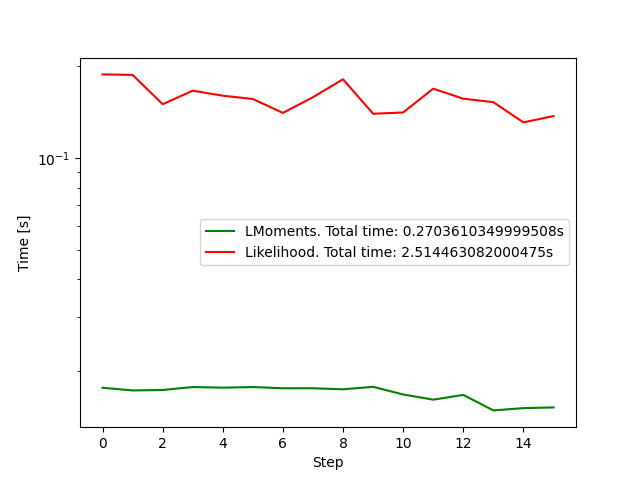 Time [s]
10⁻¹
LMoments. Total time: 0.2703610349999508s
Likelihood. Total time: 2.514463082000475s
0 2 4 6 8 10 12 14
Step